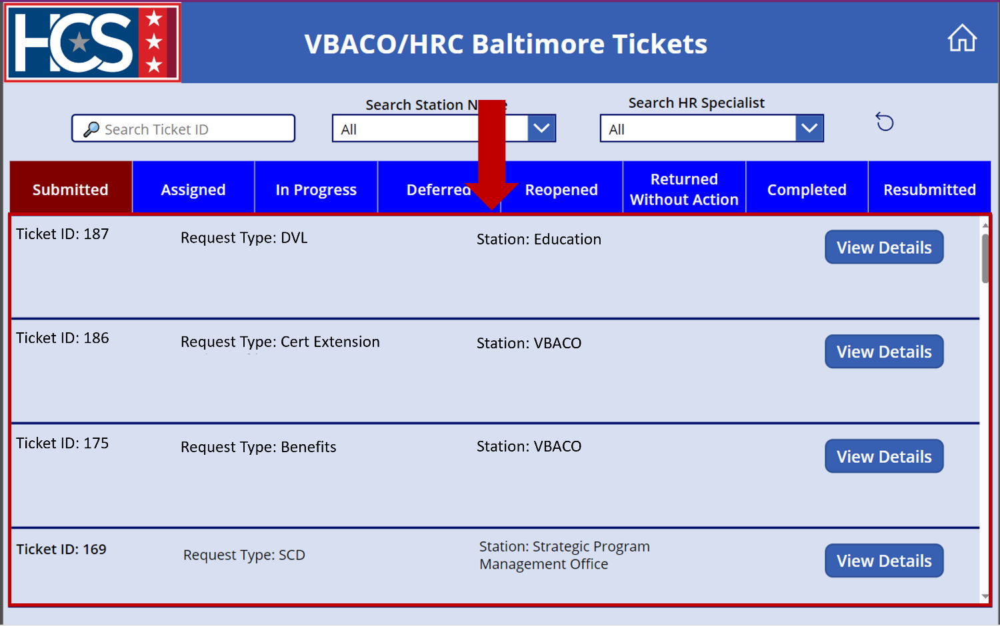 HCS
VBACO/HRC Baltimore Tickets
Search Station N e
Search HR Specialist
Search Ticket ID
All
All
Submitted
Assigned
In Progress
Deferred
Reopened
Returned
Without Action
Completed
Resubmitted
Ticket ID: 187
Request Type: DVL
Station: Education
View Details
Ticket ID: 186
Request Type: Cert Extension
Station: VBACO
View Details
Ticket ID: 175
Request Type: Benefits
Station: VBACO
View Details
Ticket ID: 169
Request Type: SCD
Station: Strategic Program
Management Office
View Details